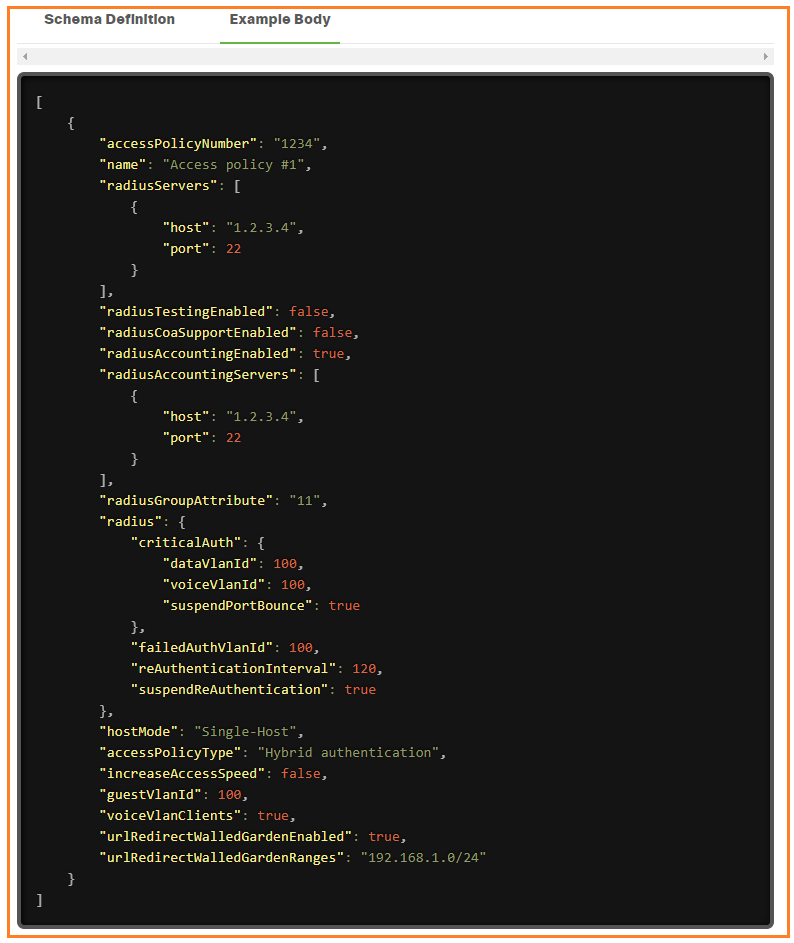 Schema Definition Example Body
[
    {
        "accessPolicyNumber": "1234",
        "name": "Access policy #1",
        "radiusServers": [
            {
                "host": "1.2.3.4",
                "port": 22
            }
        ],
        "radiusTestingEnabled": false,
        "radiusCoaSupportEnabled": false,
        "radiusAccountingEnabled": true,
        "radiusAccountingServers": [
            {
                "host": "1.2.3.4",
                "port": 22
            }
        ],
        "radiusGroupAttribute": "11",
        "radius": {
            "criticalAuth": {
                "dataVlanId": 100,
                "voiceVlanId": 100,
                "suspendPortBounce": true
            },
            "failedAuthVlanId": 100,
            "reAuthenticationInterval": 120,
            "suspendReAuthentication": true
        },
        "hostMode": "Single-Host",
        "accessPolicyType": "Hybrid authentication",
        "increaseAccessSpeed": false,
        "guestVlanId": 100,
        "voiceVlanClients": true,
        "urlRedirectWalledGardenEnabled": true,
        "urlRedirectWalledGardenRanges": "192.168.1.0/24"
    }
]